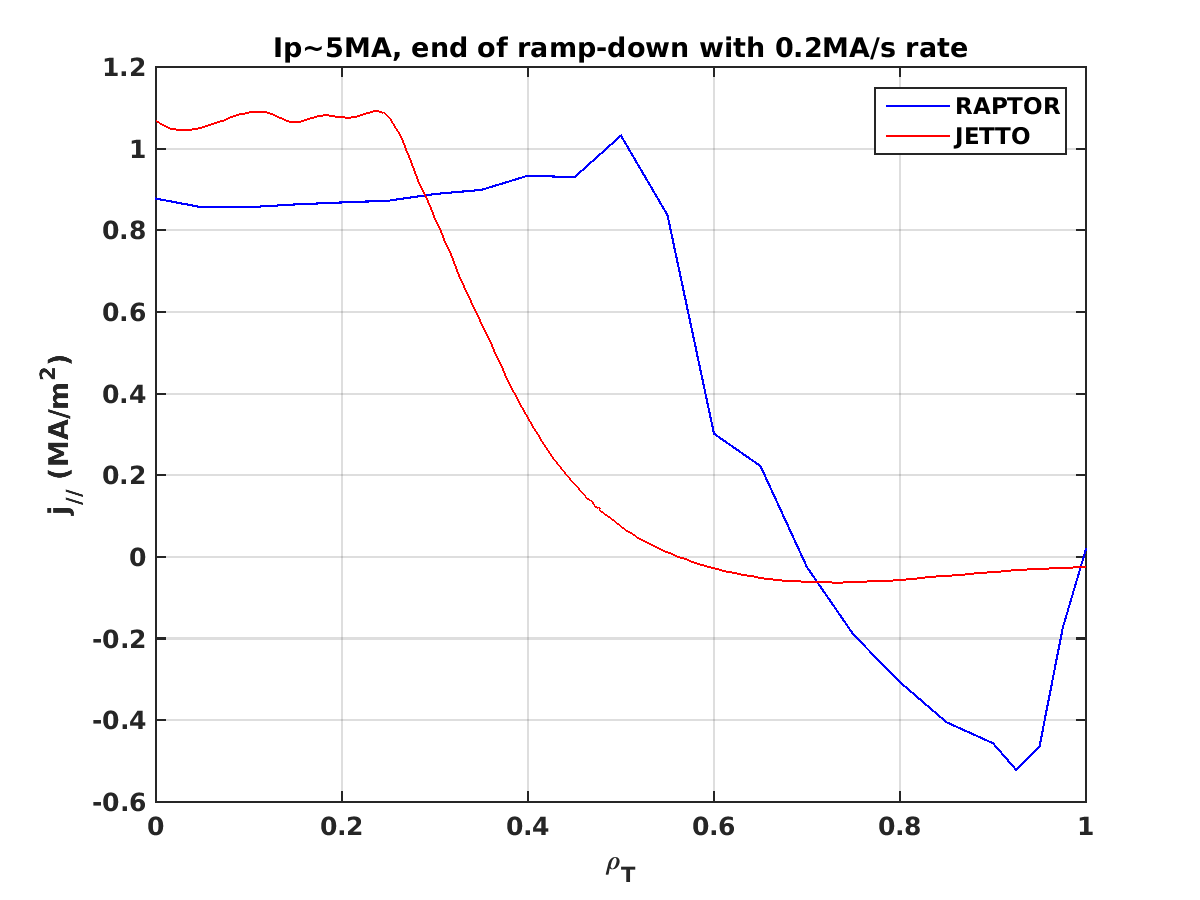 Ip~5MA, end of ramp-down with 0.2MA/s rate
RAPTOR
JETTO
1.2
1
0.8
0.6
0.4
0.2
0
-0.2
-0.4
-0.6
j// (MA/m²)
0 0.2 0.4 0.6 0.8 1
ρT